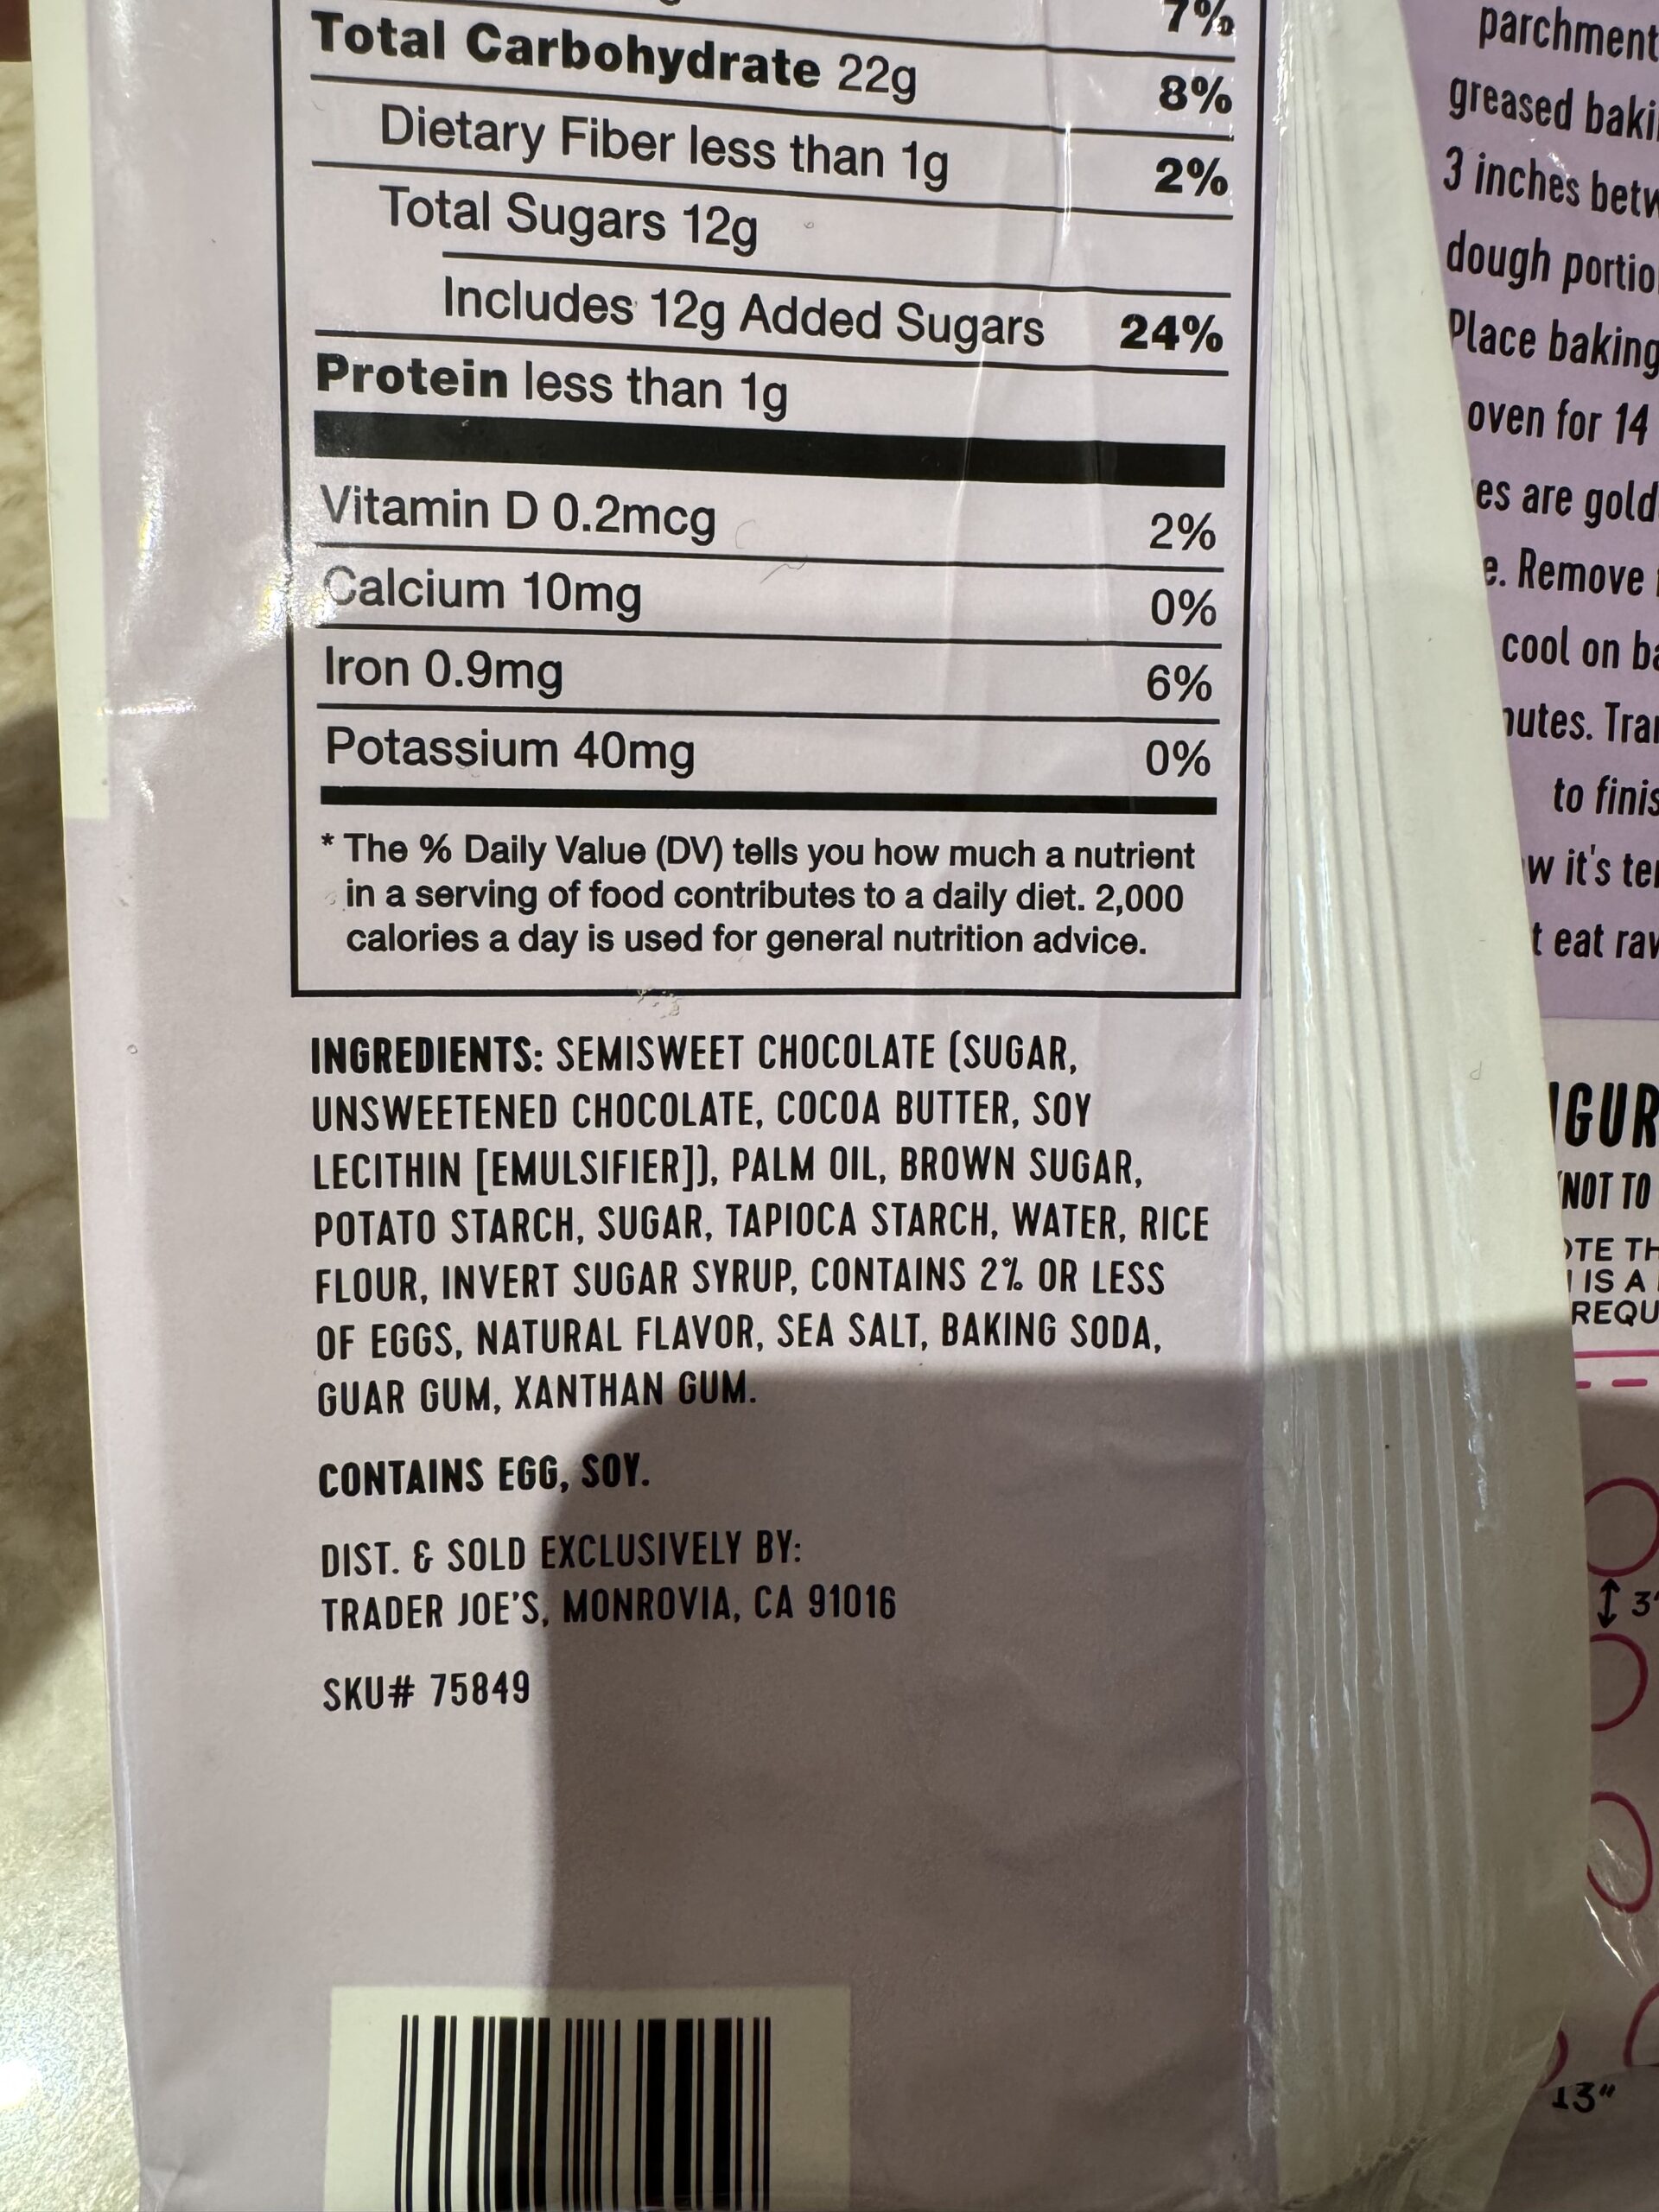 7%
Total Carbohydrate 22g 8%
Dietary Fiber less than 1g 2%
Total Sugars 12g
Includes 12g Added Sugars 24%
Protein less than 1g
Vitamin D 0.2mcg 2%
Calcium 10mg 0%
Iron 0.9mg 6%
Potassium 40mg 0%
* The % Daily Value (DV) tells you how much a nutrient
in a serving of food contributes to a daily diet. 2,000
calories a day is used for general nutrition advice.
INGREDIENTS: SEMISWEET CHOCOLATE (SUGAR,
UNSWEETENED CHOCOLATE, COCOA BUTTER, SOY
LECITHIN [EMULSIFIER]), PALM OIL, BROWN SUGAR,
POTATO STARCH, SUGAR, TAPIOCA STARCH, WATER, RICE
FLOUR, INVERT SUGAR SYRUP, CONTAINS 2% OR LESS
OF EGGS, NATURAL FLAVOR, SEA SALT, BAKING SODA,
GUAR GUM, XANTHAN GUM.
CONTAINS EGG, SOY.
DIST. & SOLD EXCLUSIVELY BY:
TRADER JOE'S, MONROVIA, CA 91016
SKU# 75849
parchment
greased
3 inches
dough
Place baking
oven for 14
are
Remove
cool on
to
it's
eat
NOT TO
IS A
3"
13"